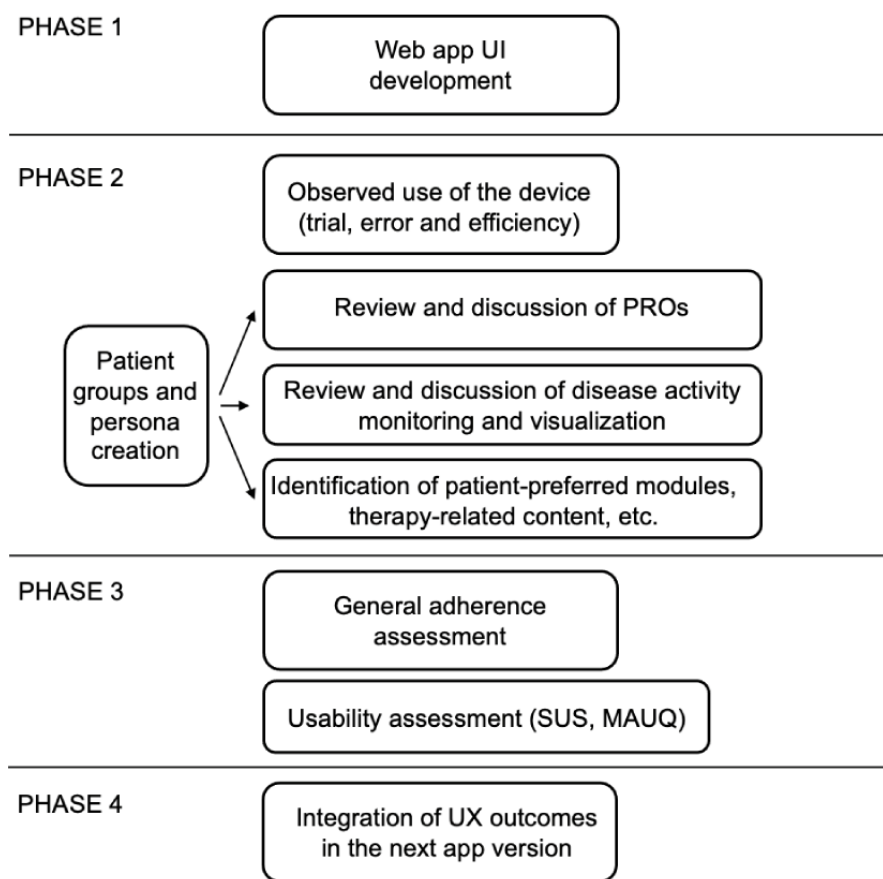 PHASE 1
Web app UI
development
PHASE 2
Observed use of the device
(trial, error and efficiency)
Patient
groups and
persona
creation
Review and discussion of PROs
Review and discussion of disease activity
monitoring and visualization
Identification of patient-preferred modules,
therapy-related content, etc.
PHASE 3
General adherence
assessment
Usability assessment (SUS, MAUQ)
PHASE 4
Integration of UX outcomes
in the next app version